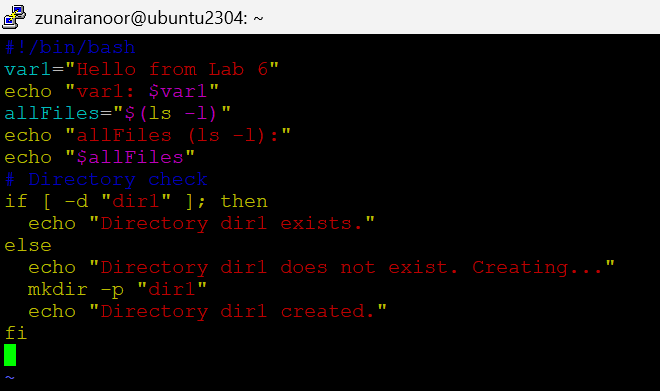 zunairanoor@ubuntu2304: ~
#!/bin/bash
var1="Hello from Lab 6"
echo "var1: $var1"
allFiles="$(ls -l)"
echo "allFiles (ls -l):"
echo "$allFiles"
# Directory check
if [ -d "dir1" ]; then
  echo "Directory dir1 exists."
else
  echo "Directory dir1 does not exist. Creating..."
  mkdir -p "dir1"
  echo "Directory dir1 created."
fi
~